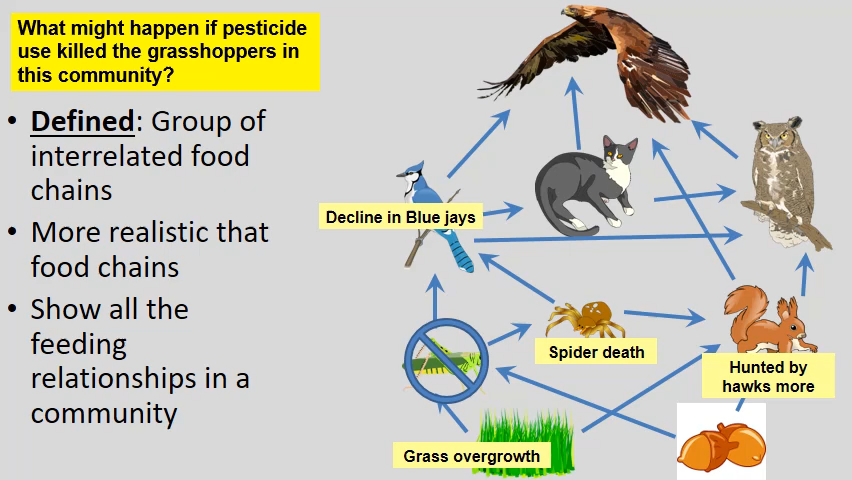 What might happen if pesticide
use killed the grasshoppers in
this community?
• Defined: Group of
interrelated food
chains
• More realistic that
food chains
• Show all the
feeding
relationships in a
community
Decline in Blue jays
Spider death
Hunted by
hawks more
Grass overgrowth